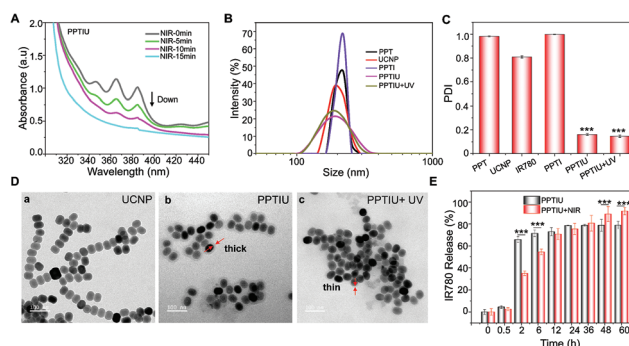 A
PPTIU
NIR-0min
NIR-5min
NIR-10min
NIR-15min
Down
Absorbance (a.u)
2.0
1.5
1.0
0.5
0.0
320 340 360 380 400 420 440
Wavelength (nm)
B
PPT
UCNP
PPTI
PPTIU
PPTIU+UV
Intensity (%)
80
70
60
50
40
30
20
10
0
10 100 1000
Size (nm)
C
PDI
1.0
0.8
0.6
0.4
0.2
0
*** ***
PPT UCNP IR780 PPTI PPTIU PPTIU+UV
D
a UCNP
b PPTIU
thick
c PPTIU+ UV
thin
E
PPTIU
PPTIU+NIR
IR780 Release (%)
100
80
60
40
20
0
*** *** *** ***
0 0.5 2 6 12 24 36 48 60
Time (h)